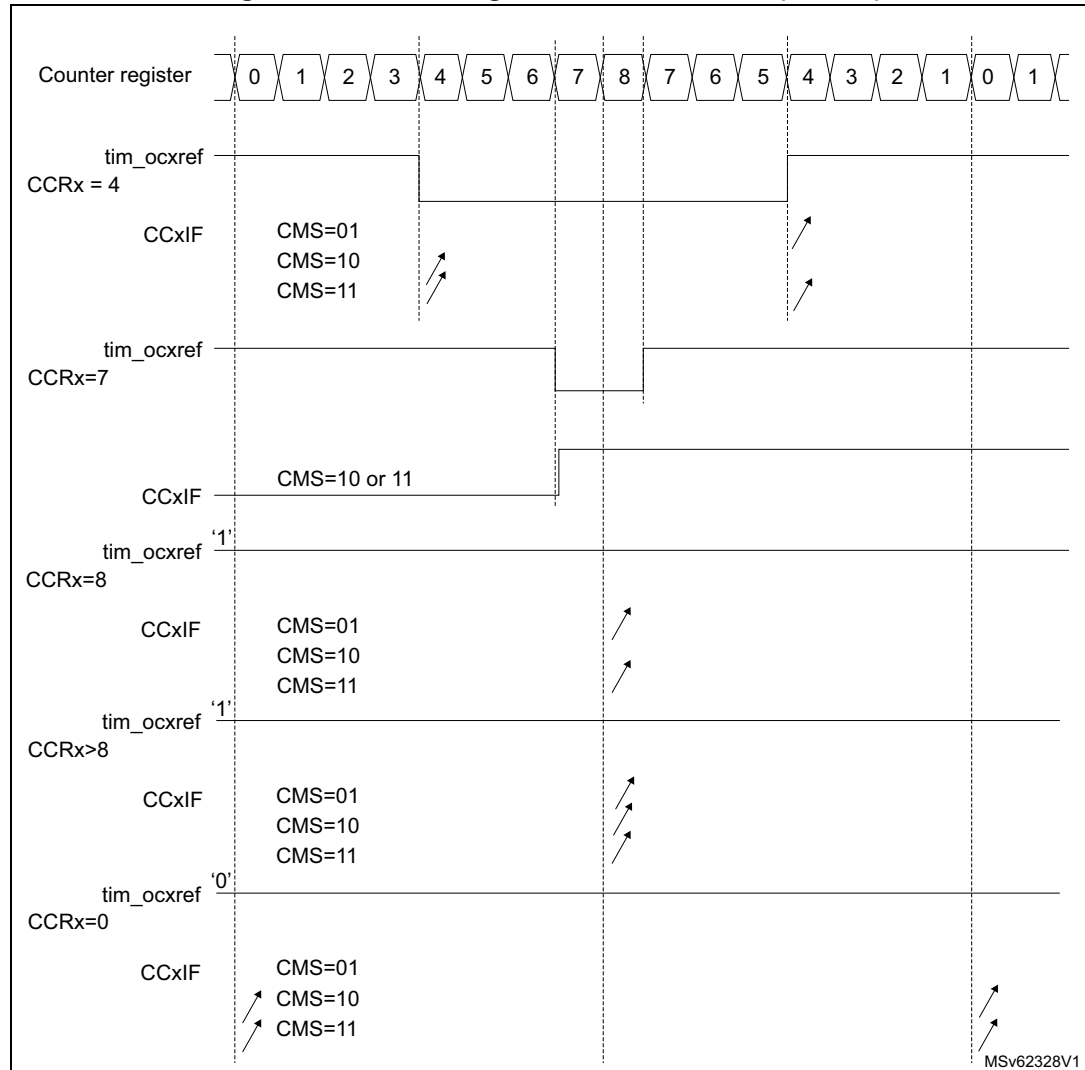 Counter register 0 1 2 3 4 5 6 7 8 7 6 5 4 3 2 1 0 1
tim_ocxref
CCRx = 4
CCxIF CMS=01
CMS=10
CMS=11
tim_ocxref
CCRx=7
CMS=10 or 11
CCxIF
'1'
tim_ocxref
CCRx=8
CCxIF CMS=01
CMS=10
CMS=11
'1'
tim_ocxref
CCRx>8
CCxIF CMS=01
CMS=10
CMS=11
'0'
tim_ocxref
CCRx=0
CCxIF CMS=01
CMS=10
CMS=11
MSv62328V1